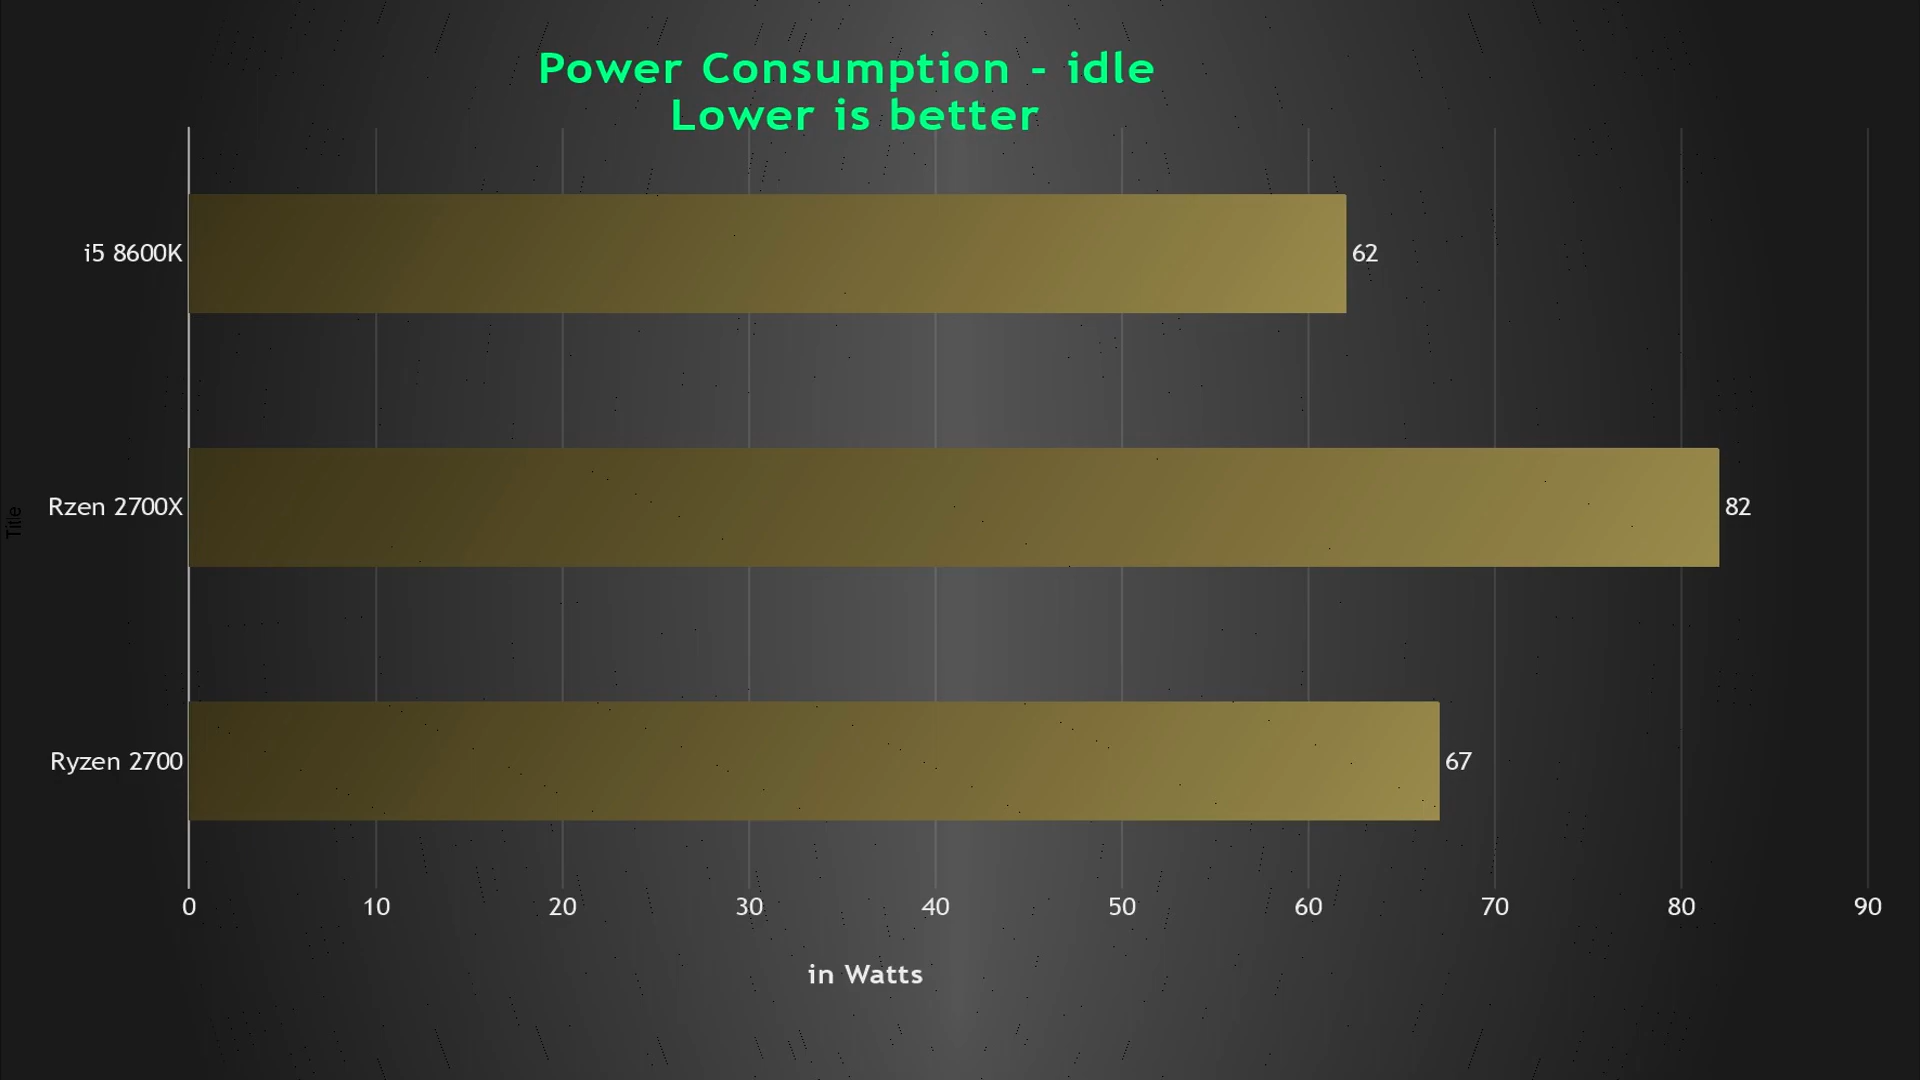 Power Consumption - idle
Lower is better
i5 8600K
62
Rzen 2700X
82
Title
Ryzen 2700
67
0 10 20 30 40 50 60 70 80 90
in Watts